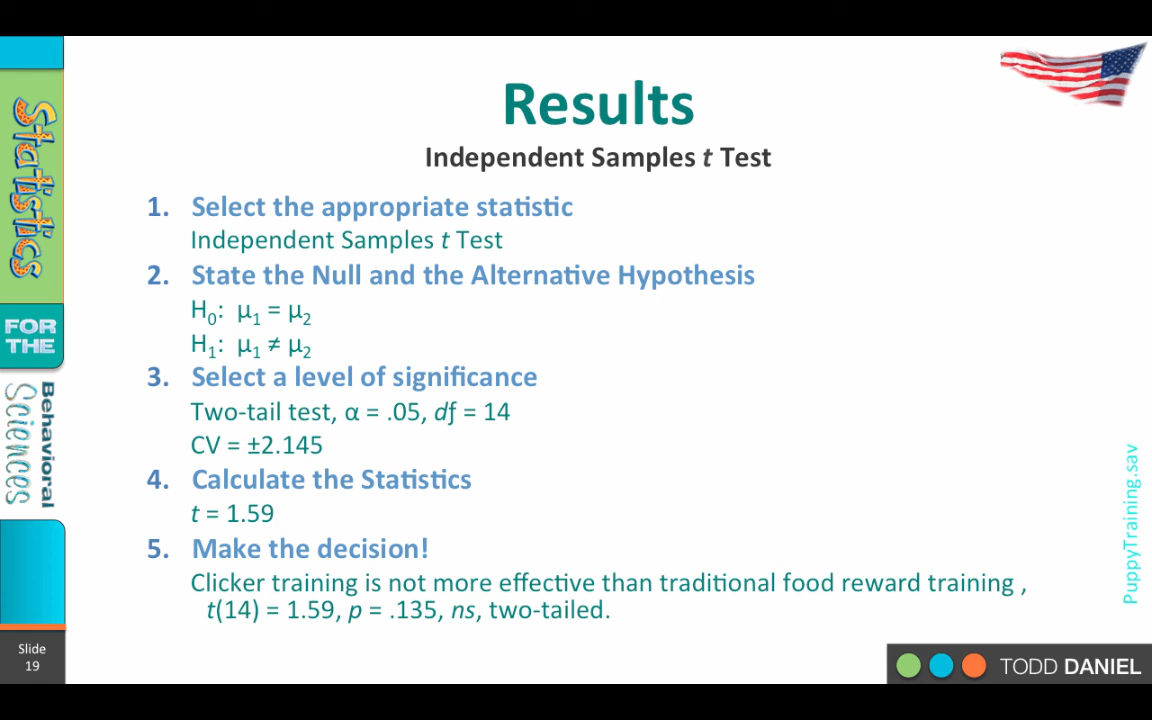 Statistics
FOR
THE
Behavioral
Sciences
Slide
19
Results
Independent Samples t Test
1. Select the appropriate statistic
Independent Samples t Test
2. State the Null and the Alternative Hypothesis
H₀: µ₁ = µ₂
H₁: µ₁ ≠ µ₂
3. Select a level of significance
Two-tail test, α = .05, dƒ = 14
CV = ±2.145
4. Calculate the Statistics
t = 1.59
5. Make the decision!
Clicker training is not more effective than traditional food reward training ,
t(14) = 1.59, p = .135, ns, two-tailed.
PuppyTraining.sav
TODD DANIEL